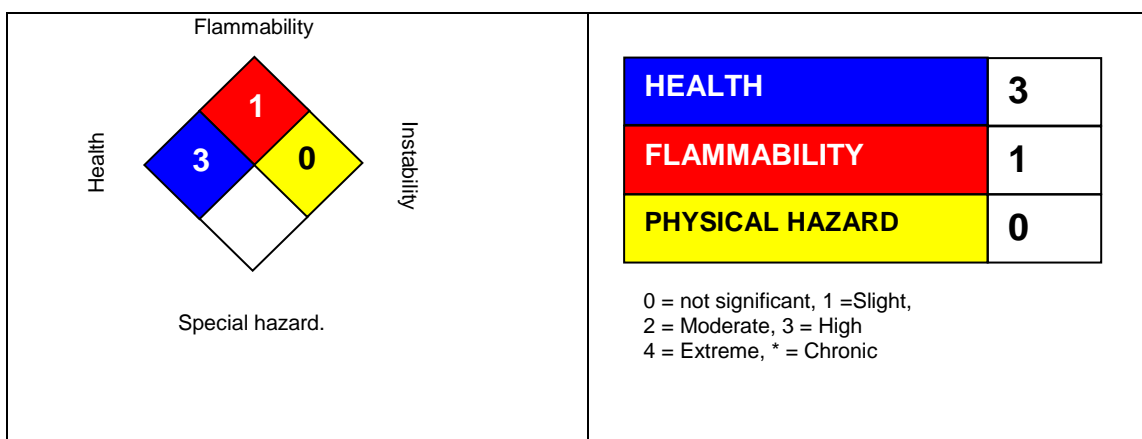 Flammability
1
Health
3
0
Instability
Special hazard.
HEALTH 3
FLAMMABILITY 1
PHYSICAL HAZARD 0
0 = not significant, 1 =Slight,
2 = Moderate, 3 = High
4 = Extreme, * = Chronic